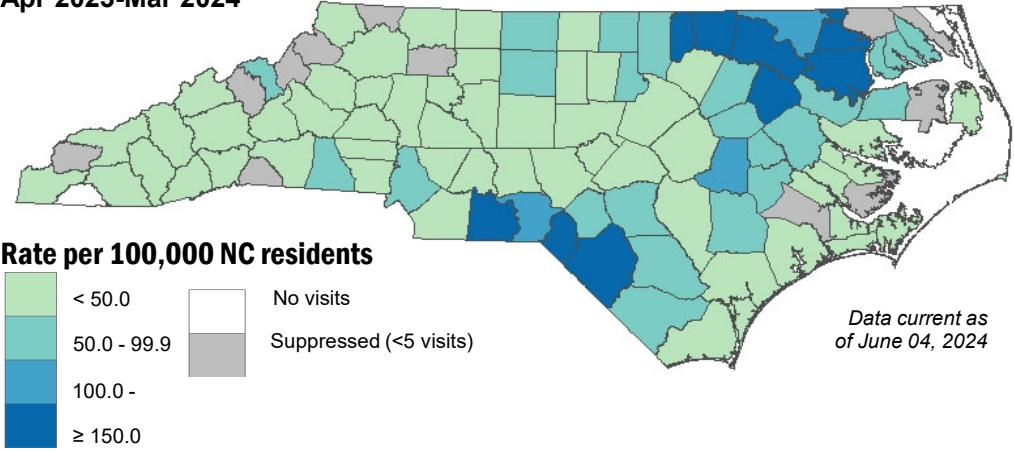 Apr 2023-Mar 2024
Rate per 100,000 NC residents
< 50.0
50.0 - 99.9
100.0 -
≥ 150.0
No visits
Suppressed (<5 visits)
Data current as
of June 04, 2024